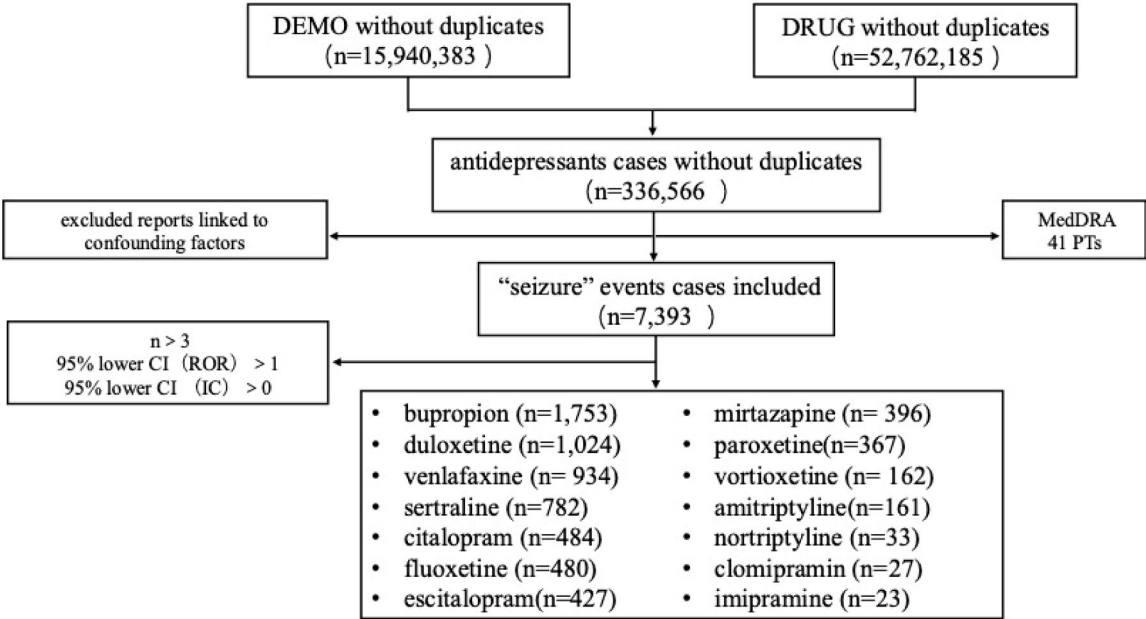 DEMO without duplicates
(n=15,940,383 )
DRUG without duplicates
(n=52,762,185 )
antidepressants cases without duplicates
(n=336,566 )
excluded reports linked to
confounding factors
MedDRA
41 PTs
“seizure” events cases included
(n=7,393 )
n > 3
95% lower CI (ROR) > 1
95% lower CI (IC) > 0
• bupropion (n=1,753)
• duloxetine (n=1,024)
• venlafaxine (n= 934)
• sertraline (n=782)
• citalopram (n=484)
• fluoxetine (n=480)
• escitalopram(n=427)
• mirtazapine (n= 396)
• paroxetine(n=367)
• vortioxetine (n= 162)
• amitriptyline(n=161)
• nortriptyline (n=33)
• clomipramin (n=27)
• imipramine (n=23)